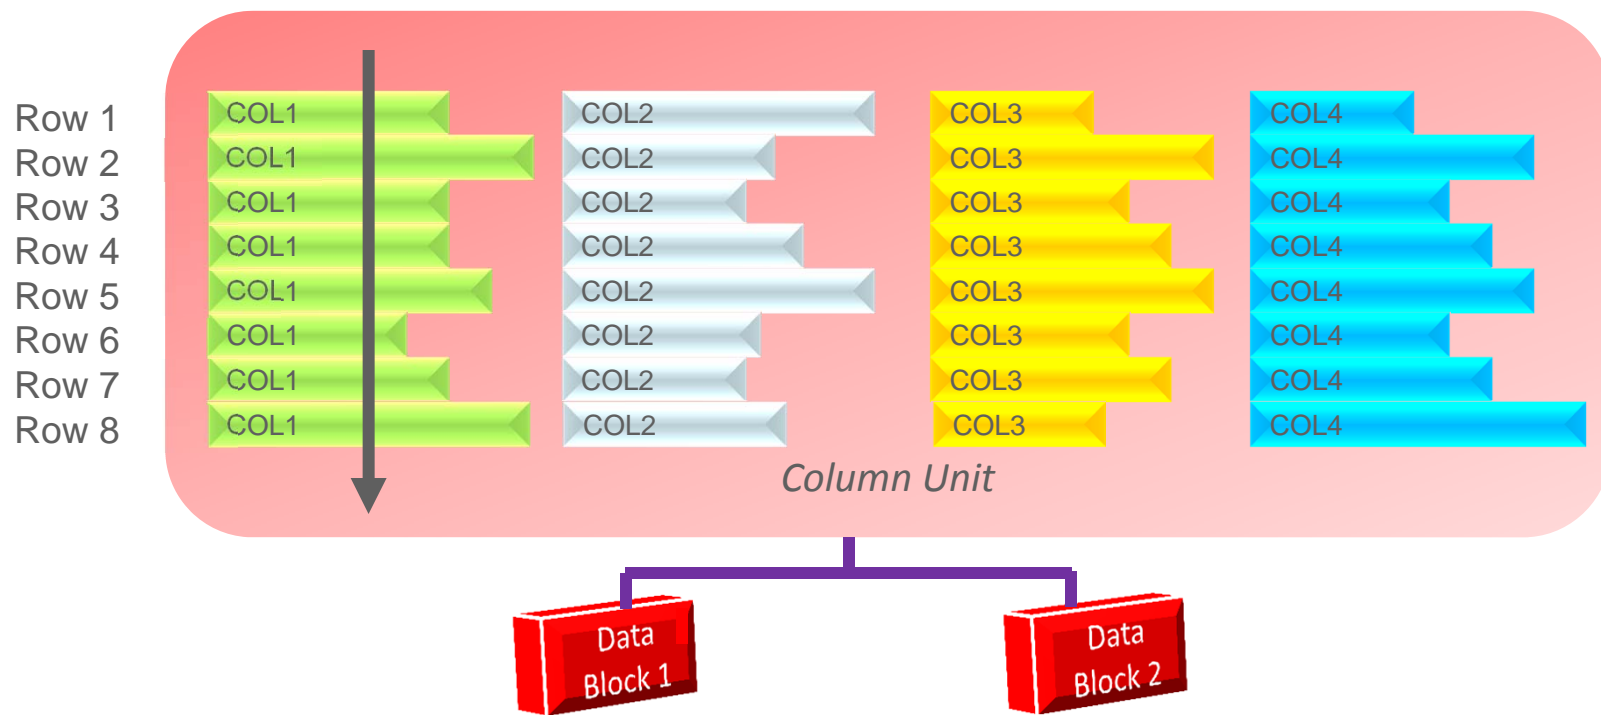 Row 1 COL1 COL2 COL3 COL4
Row 2 COL1 COL2 COL3 COL4
Row 3 COL1 COL2 COL3 COL4
Row 4 COL1 COL2 COL3 COL4
Row 5 COL1 COL2 COL3 COL4
Row 6 COL1 COL2 COL3 COL4
Row 7 COL1 COL2 COL3 COL4
Row 8 COL1 COL2 COL3 COL4
Column Unit
Data
Block 1
Data
Block 2